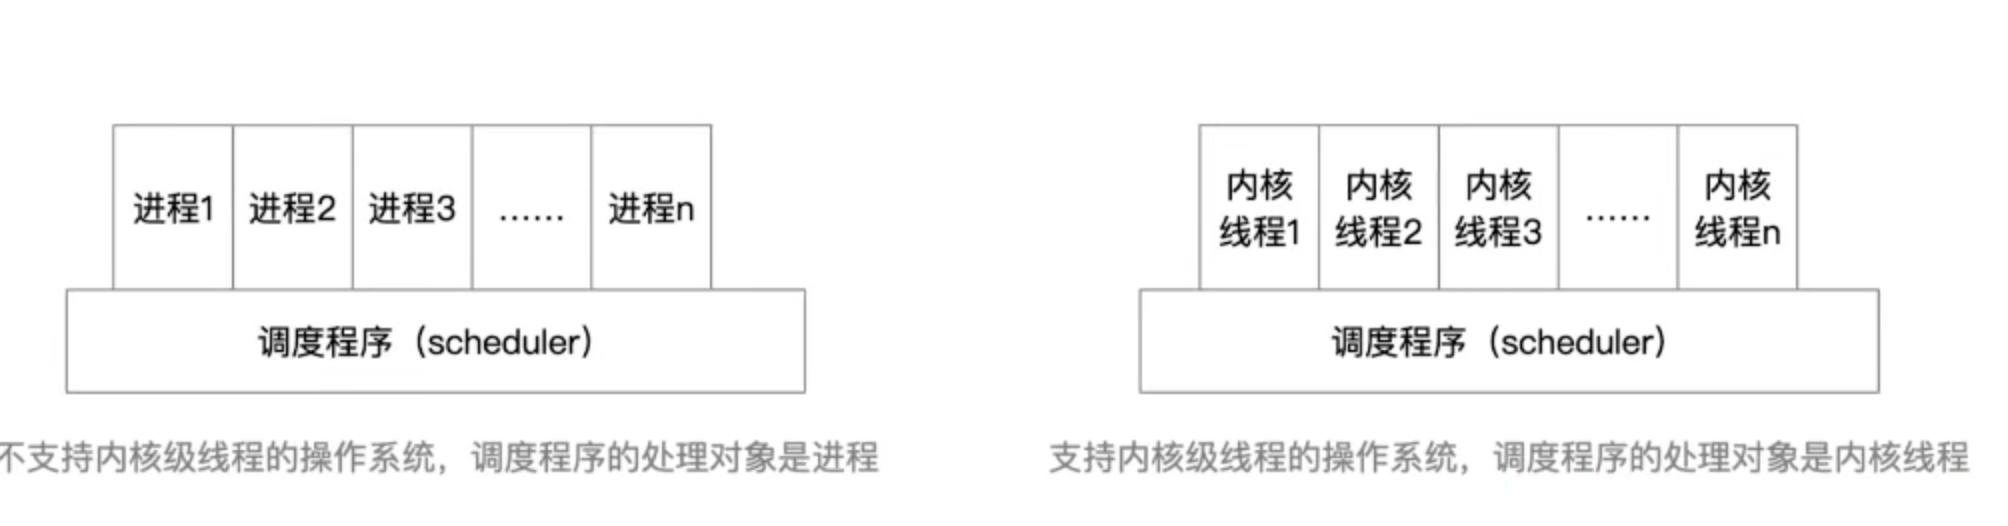 进程1 进程2 进程3 …… 进程n
调度程序（scheduler）
不支持内核级线程的操作系统，调度程序的处理对象是进程
内核 内核 内核 内核
线程1 线程2 线程3 …… 线程n
调度程序（scheduler）
支持内核级线程的操作系统，调度程序的处理对象是内核线程